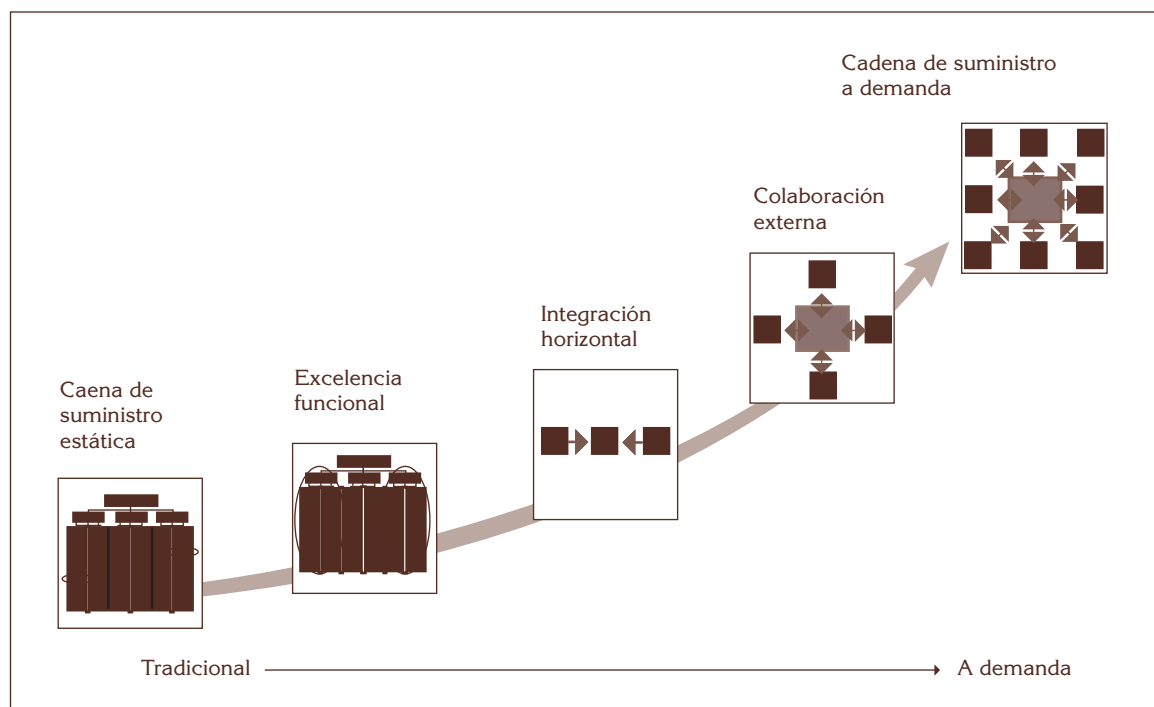 Caena de
suministro
estática
Excelencia
funcional
Integración
horizontal
Colaboración
externa
Cadena de suministro
a demanda
Tradicional
A demanda